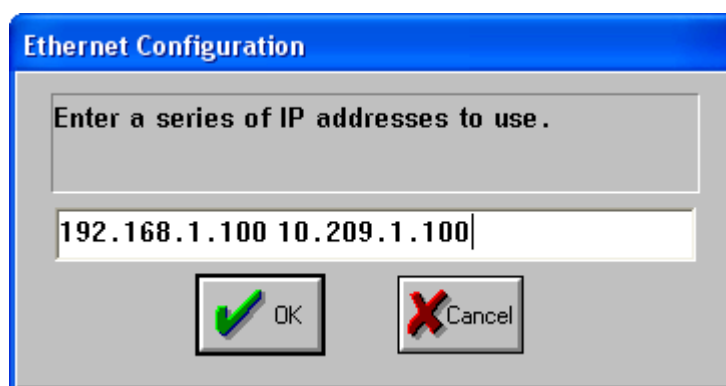 Ethernet Configuration
Enter a series of IP addresses to use.
192.168.1.100 10.209.1.100
OK Cancel